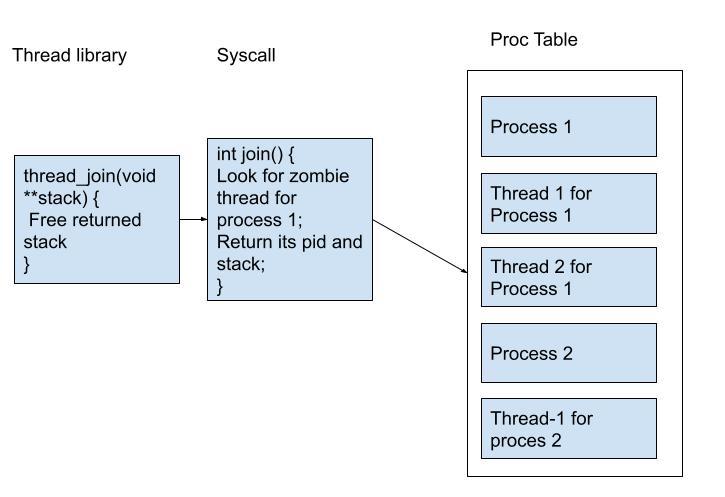 Thread library
Syscall
Proc Table
thread_join(void
**stack) {
Free returned
stack
}
int join() {
Look for zombie
thread for
process 1;
Return its pid and
stack;
}
Process 1
Thread 1 for
Process 1
Thread 2 for
Process 1
Process 2
Thread-1 for
proces 2